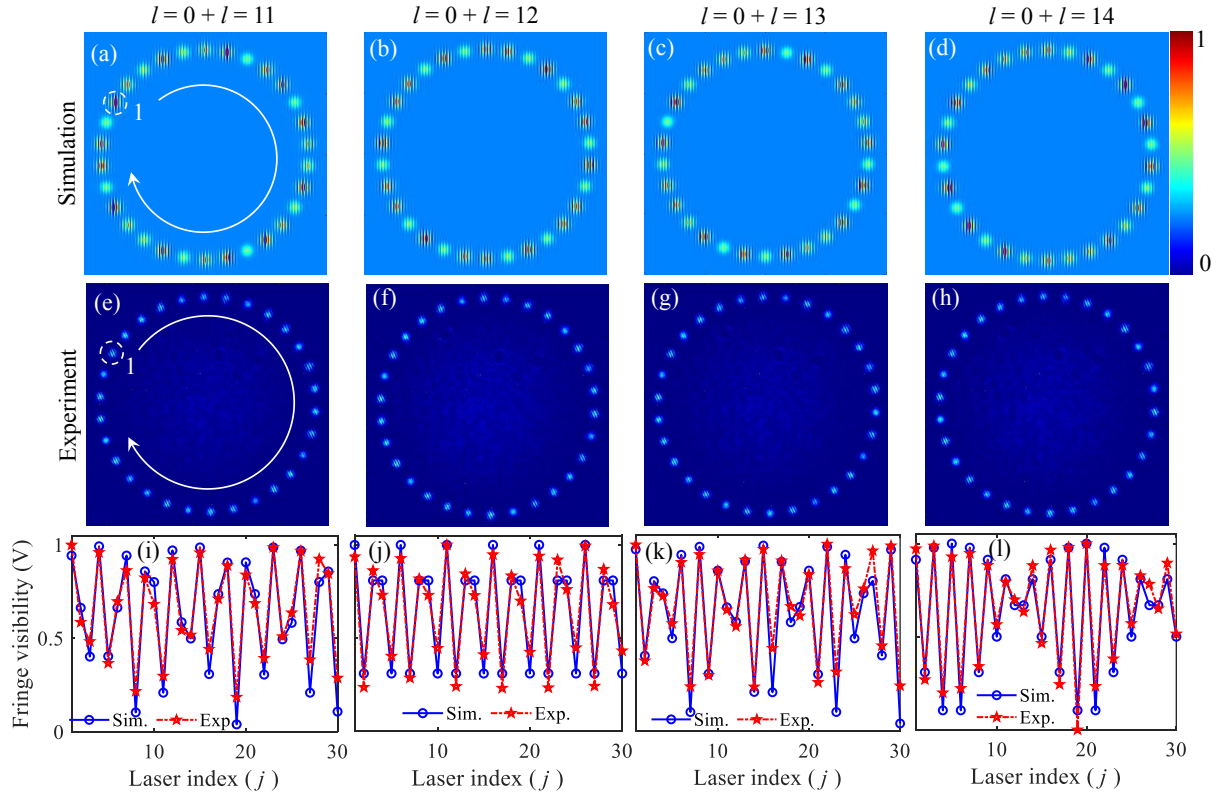 l = 0 + l = 11
l = 0 + l = 12
l = 0 + l = 13
l = 0 + l = 14
Simulation
(a)
1
(b)
(c)
(d)
1
0
Experiment
(e)
1
(f)
(g)
(h)
Fringe visibility (V)
1
0.5
0
(i)
Sim. Exp.
(j)
Sim. Exp.
(k)
Sim. Exp.
(l)
Sim.
Exp.
10 20 30
10 20 30
10 20 30
10 20 30
Laser index ( j )
Laser index ( j )
Laser index ( j )
Laser index ( j )